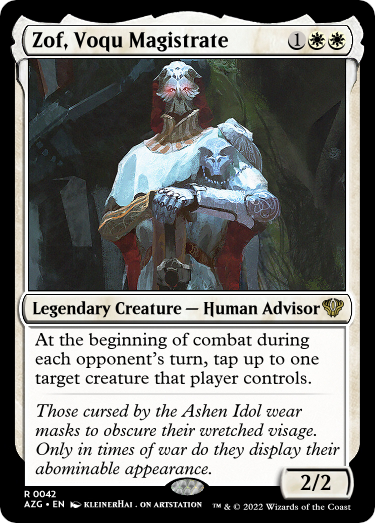 Zof, Voqu Magistrate 1
Legendary Creature — Human Advisor
At the beginning of combat during
each opponent's turn, tap up to one
target creature that player controls.
Those cursed by the Ashen Idol wear
masks to obscure their wretched visage.
Only in times of war do they display their
abominable appearance.
2/2
R 0042
AZG • EN KLEINERHAI . ON ARTSTATION ™ & © 2022 Wizards of the Coast